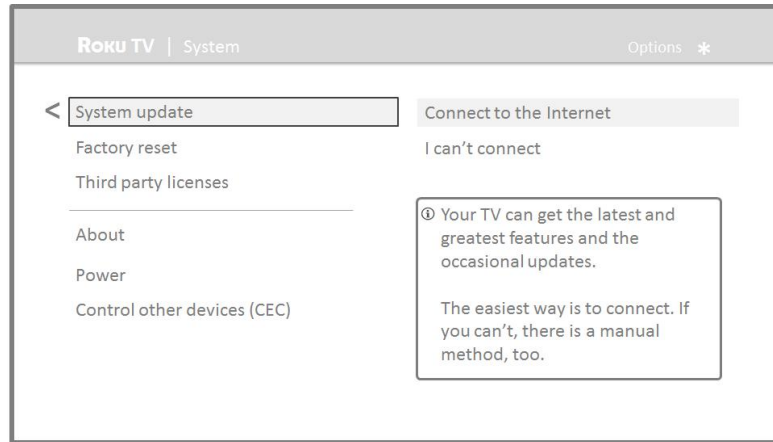 ROKU TV | System
Options *
< System update
Factory reset
Third party licenses
About
Power
Control other devices (CEC)
Connect to the Internet
I can’t connect
ⓘ Your TV can get the latest and
greatest features and the
occasional updates.
The easiest way is to connect. If
you can’t, there is a manual
method, too.